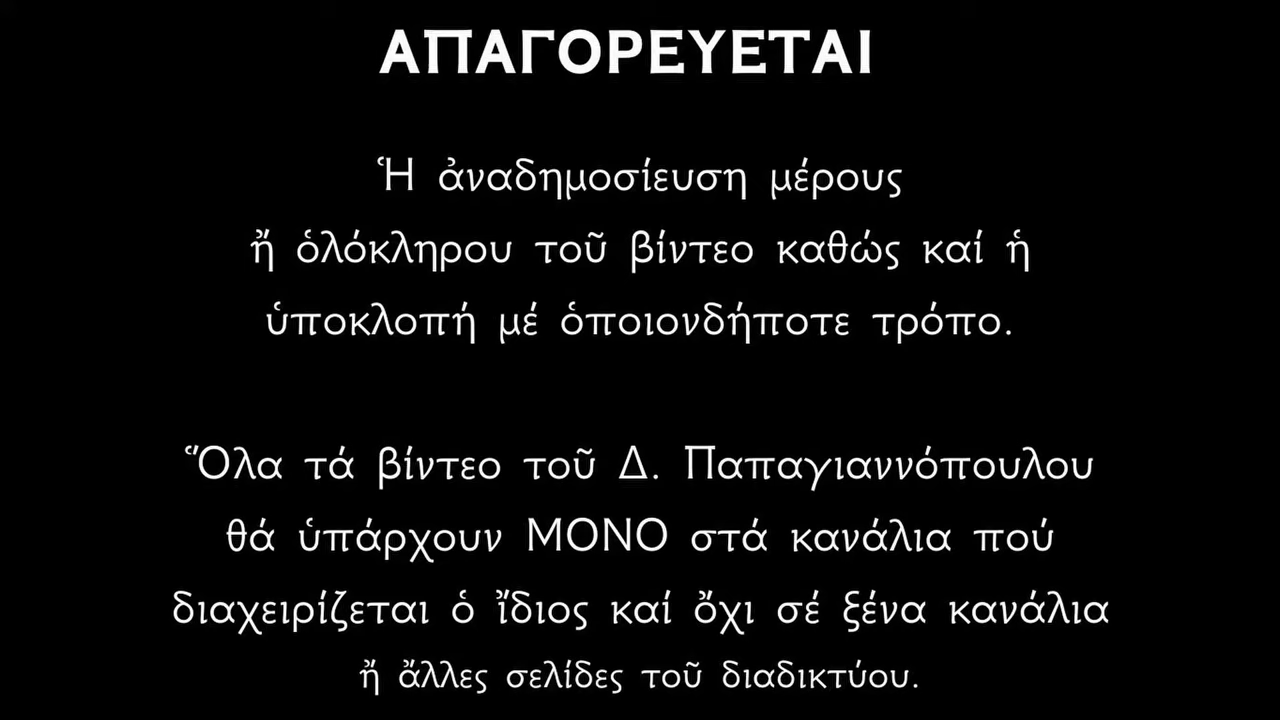 ΑΠΑΓΟΡΕΥΕΤΑΙ
Ἡ ἀναδημοσίευση μέρους
ἤ ὁλόκληρου τοῦ βίντεο καθώς καί ἡ
ὑποκλοπή μέ ὁποιονδήποτε τρόπο.
Ὅλα τά βίντεο τοῦ Δ. Παπαγιαννόπουλου
θά ὑπάρχουν ΜΟΝΟ στά κανάλια πού
διαχειρίζεται ὁ ἴδιος καί ὄχι σέ ξένα κανάλια
ἤ ἄλλες σελίδες τοῦ διαδικτύου.